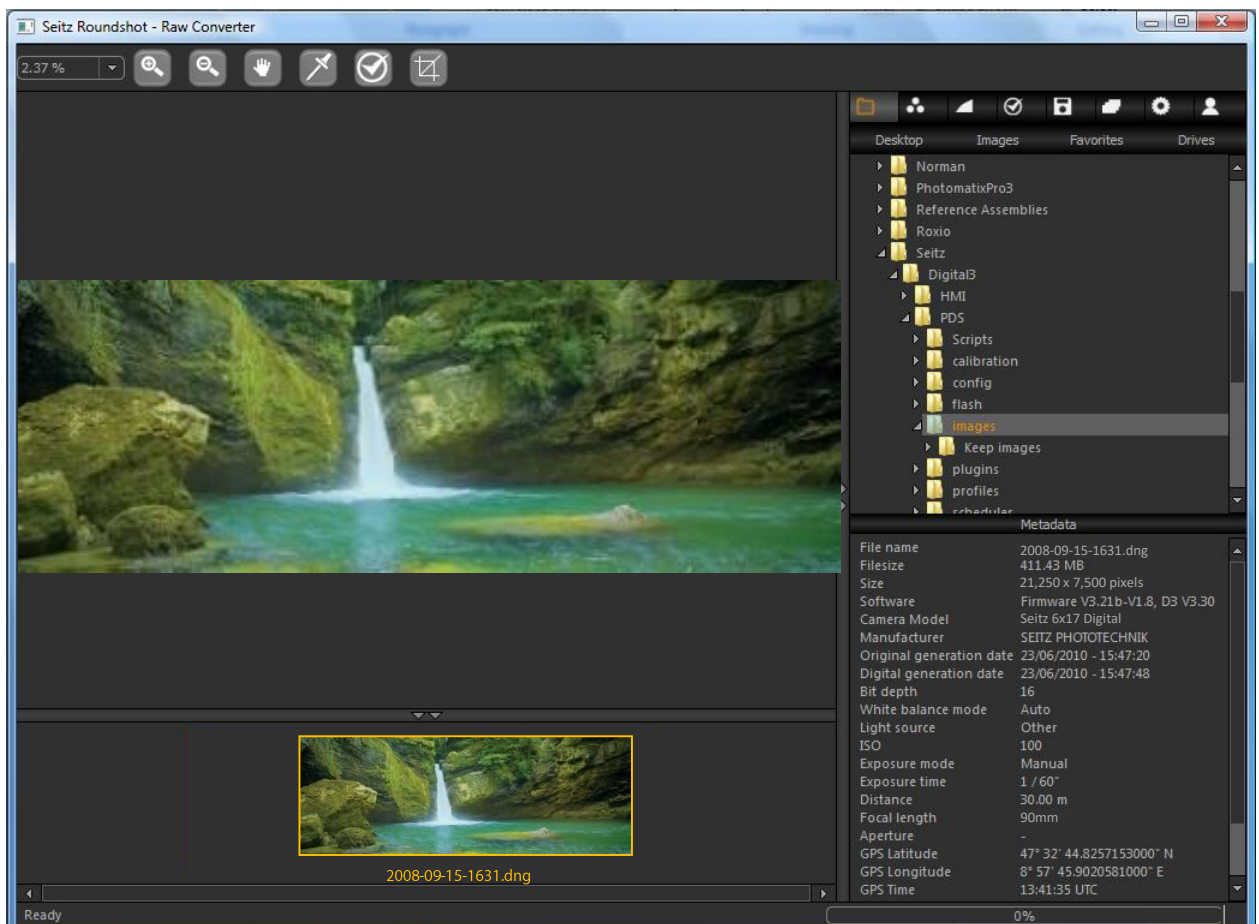 Seitz Roundshot - Raw Converter
2.37 %
Desktop Images Favorites Drives
Norman
PhotomatixPro3
Reference Assemblies
Roxio
Seitz
Digital3
HMI
PDS
Scripts
calibration
config
flash
images
Keep images
plugins
profiles
scheduler
Metadata
File name 2008-09-15-1631.dng
Filesize 411.43 MB
Size 21,250 x 7,500 pixels
Software Firmware V3.21b-V1.8, D3 V3.30
Camera Model Seitz 6x17 Digital
Manufacturer SEITZ PHOTOTECHNIK
Original generation date 23/06/2010 - 15:47:20
Digital generation date 23/06/2010 - 15:47:48
Bit depth 16
White balance mode Auto
Light source Other
ISO 100
Exposure mode Manual
Exposure time 1 / 60"
Distance 30.00 m
Focal length 90mm
Aperture -
GPS Latitude 47° 32' 44.8257153000" N
GPS Longitude 8° 57' 45.9020581000" E
GPS Time 13:41:35 UTC
2008-09-15-1631.dng
Ready
0%